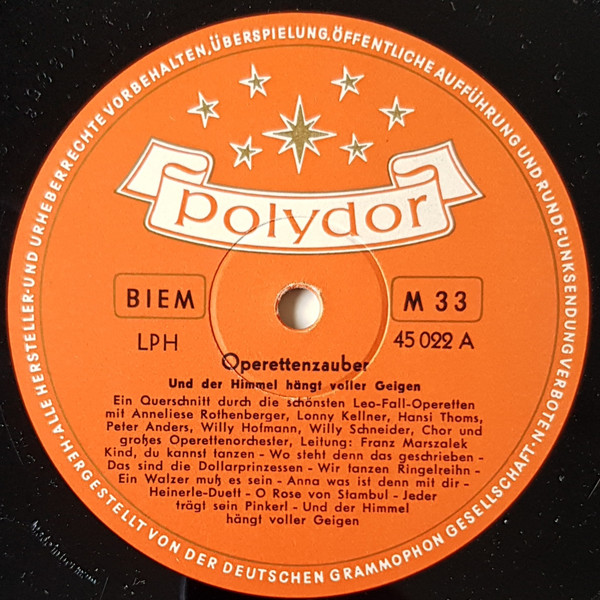 ·ALLE HERSTELLER-UND URHEBERRECHTE VORBEHALTEN, ÜBERSPIELUNG, ÖFFENTLICHE AUFFÜHRUNG UND RUNDFUNKSENDUNG VERBOTEN·
polydor
BIEM
M 33
LPH
45 022 A
Operettenzauber
Und der Himmel hängt voller Geigen
Ein Querschnitt durch die schönsten Leo-Fall-Operetten
mit Anneliese Rothenberger, Lonny Kellner, Hansi Thoms,
Peter Anders, Willy Hofmann, Willy Schneider, Chor und
großes Operettenorchester, Leitung: Franz Marszalek
Kind, du kannst tanzen - Wo steht denn das geschrieben -
Das sind die Dollarprinzessen - Wir tanzen Ringelreihn -
Ein Walzer muß es sein - Anna was ist denn mit dir -
Heinerle-Duett - O Rose von Stambul - Jeder
trägt sein Pinkerl - Und der Himmel
hängt voller Geigen
HERGESTELLT VON DER DEUTSCHEN GRAMMOPHON GESELLSCHAFT